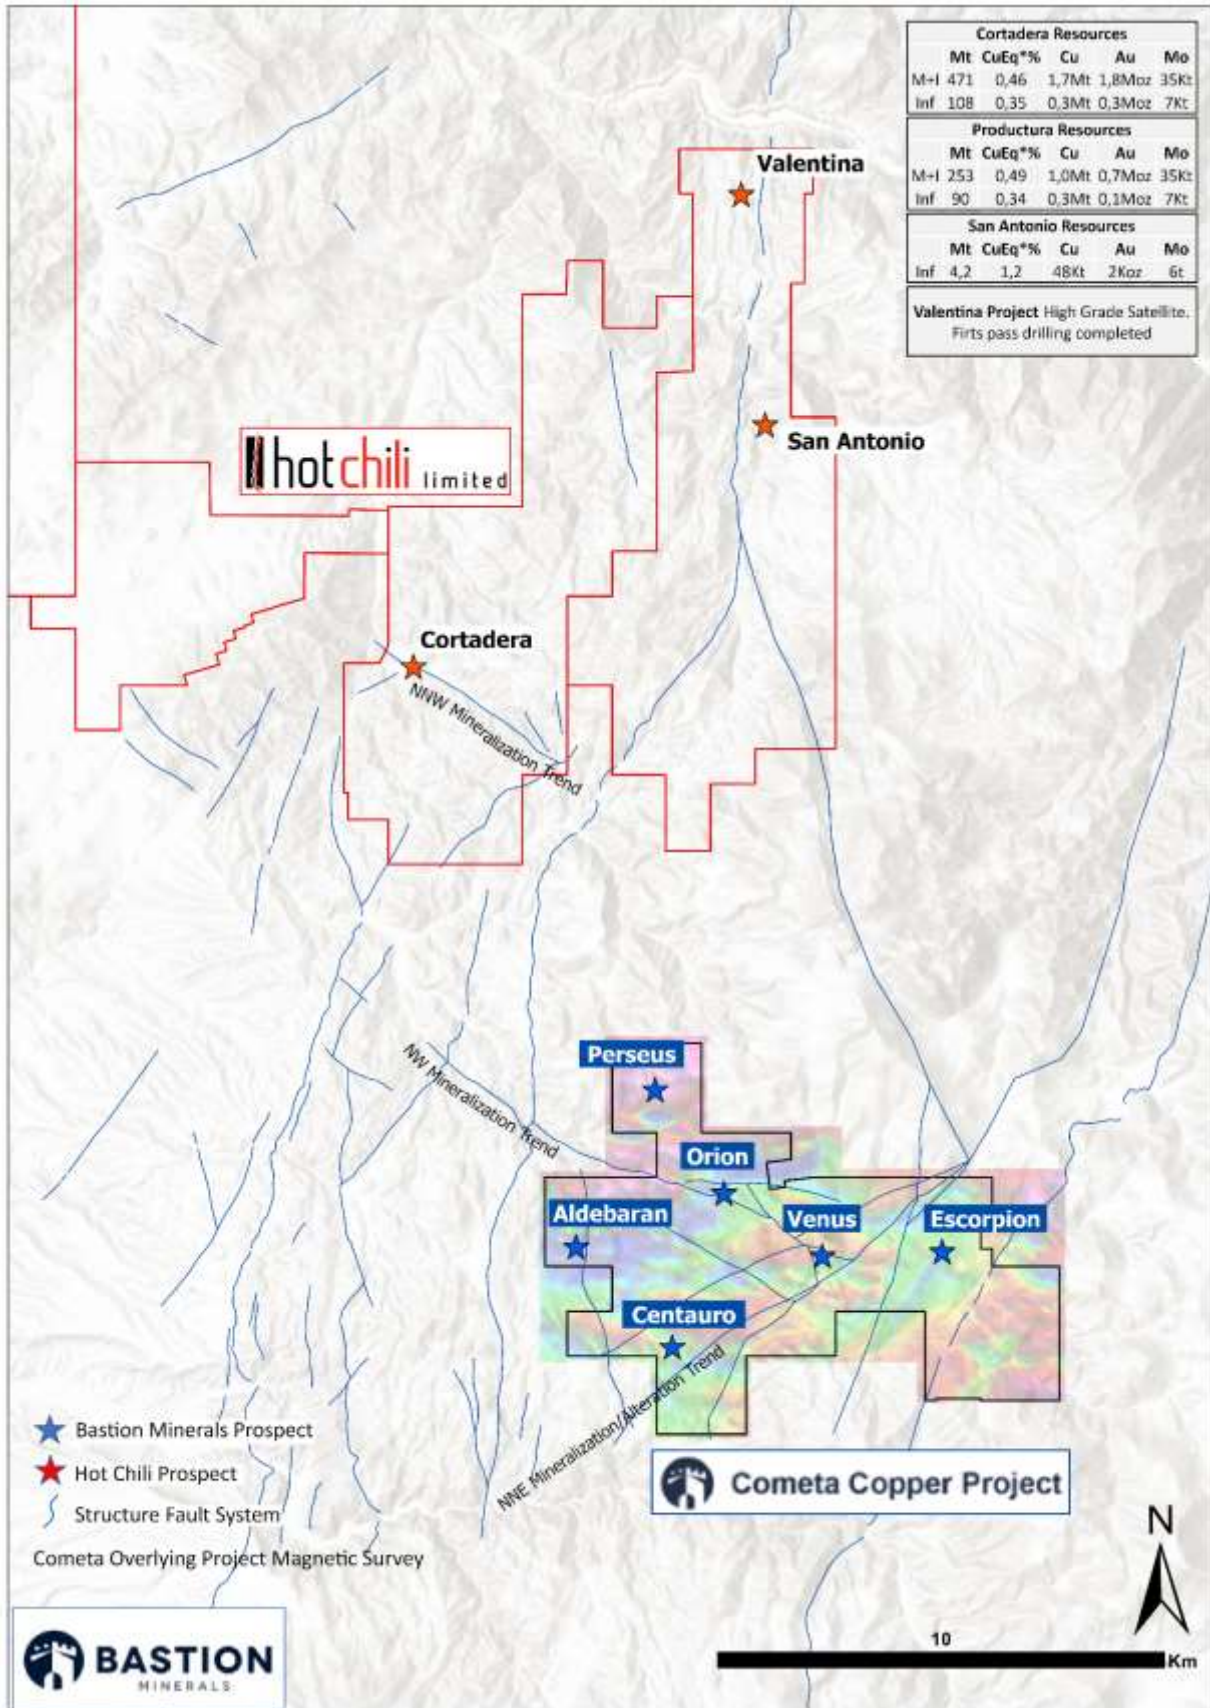 Cortadera Resources
Mt CuEq*% Cu Au Mo
M+I 471 0,46 1,7Mt 1,8Moz 35Kt
Inf 108 0,35 0,3Mt 0,3Moz 7Kt
Productura Resources
Mt CuEq*% Cu Au Mo
M+I 253 0,49 1,0Mt 0,7Moz 35Kt
Inf 90 0,34 0,3Mt 0,1Moz 7Kt
San Antonio Resources
Mt CuEq*% Cu Au Mo
Inf 4,2 1,2 48Kt 2Koz 6t
Valentina Project High Grade Satellite.
Firts pass drilling completed
Valentina
San Antonio
hotchili limited
Cortadera
NNW Mineralization Trend
NW Mineralization Trend
Perseus
Orion
Aldebaran
Venus
Escorpion
Centauro
NNE Mineralization/Alteration Trend
Bastion Minerals Prospect
Hot Chili Prospect
Structure Fault System
Cometa Overlying Project Magnetic Survey
Cometa Copper Project
N
10
Km
BASTION
MINERALS